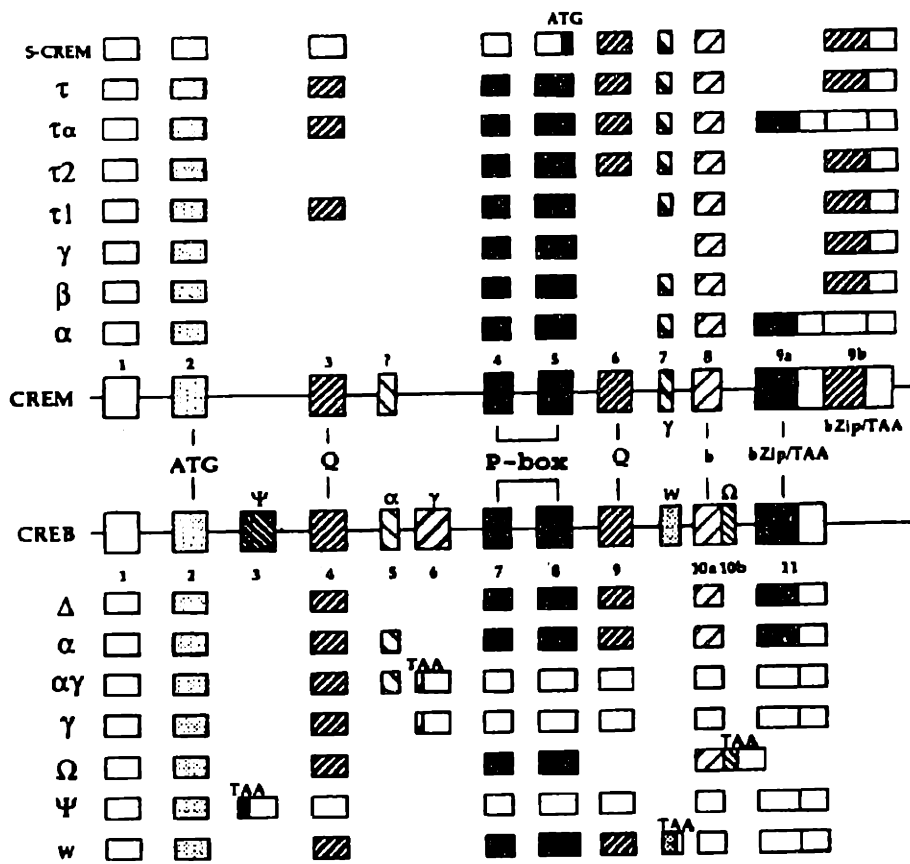 ATG
S-CREM
τ
τα
τ2
τ1
γ
β
α
1 2 3 ? 4 5 6 7 8 9a 9b
CREM
γ bZip/TAA
ATG Q P-box Q b bZip/TAA
Ψ α γ W Ω
CREB
1 2 3 4 5 6 7 8 9 10a 10b 11
Δ
α
TAA
αγ
γ
TAA
Ω
TAA
Ψ
TAA
w